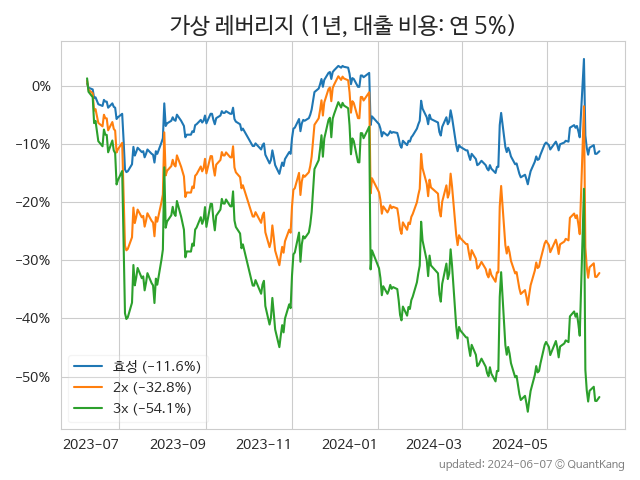 가상 레버리지 (1년, 대출 비용: 연 5%)
0%
−10%
−20%
−30%
−40%
−50%
효성 (−11.6%)
2x (−32.8%)
3x (−54.1%)
2023-07 2023-09 2023-11 2024-01 2024-03 2024-05
updated: 2024-06-07 © QuantKang